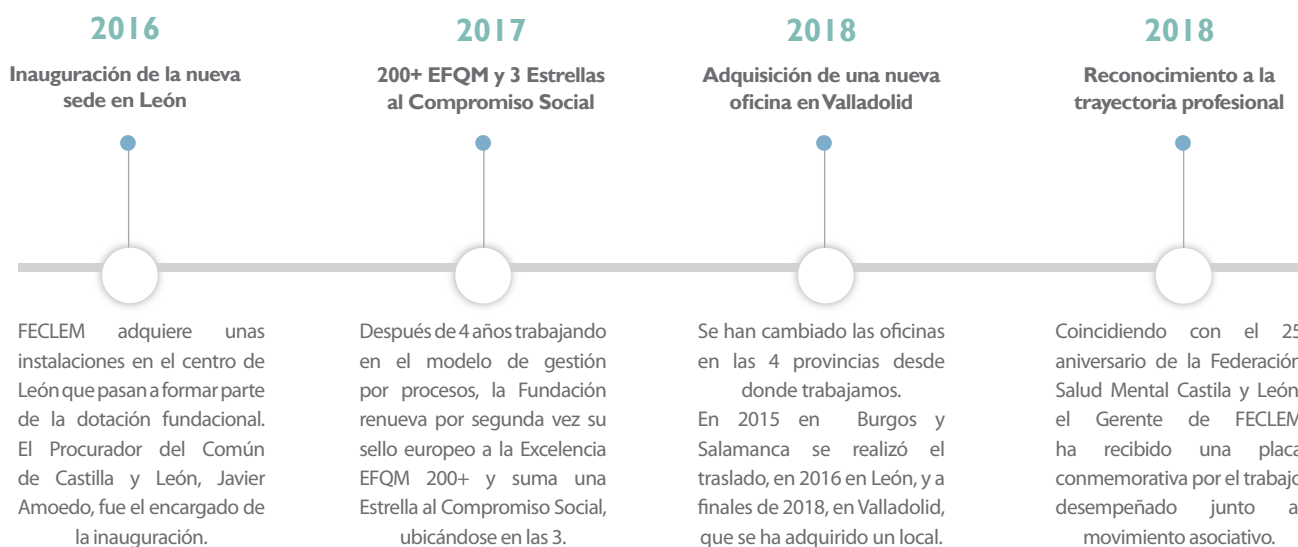 2016
Inauguración de la nueva
sede en León
FECLEM adquiere unas
instalaciones en el centro de
León que pasan a formar parte
de la dotación fundacional.
El Procurador del Común
de Castilla y León, Javier
Amoedo, fue el encargado de
la inauguración.
2017
200+ EFQM y 3 Estrellas
al Compromiso Social
Después de 4 años trabajando
en el modelo de gestión
por procesos, la Fundación
renueva por segunda vez su
sello europeo a la Excelencia
EFQM 200+ y suma una
Estrella al Compromiso Social,
ubicándose en las 3.
2018
Adquisición de una nueva
oficina en Valladolid
Se han cambiado las oficinas
en las 4 provincias desde
donde trabajamos.
En 2015 en Burgos y
Salamanca se realizó el
traslado, en 2016 en León, y a
finales de 2018, en Valladolid,
que se ha adquirido un local.
2018
Reconocimiento a la
trayectoria profesional
Coincidiendo con el 25
aniversario de la Federación
Salud Mental Castila y León
el Gerente de FECLEM
ha recibido una placa
conmemorativa por el trabajo
desempeñado junto a
movimiento asociativo.